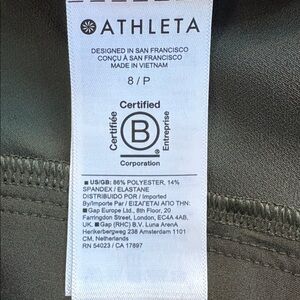 ATHLETA
DESIGNED IN SAN FRANCISCO
CONÇU À SAN FRANCISCO
MADE IN VIETNAM
8 / P
Certified
Certifiée
B
®
Entreprise
Corporation
■ US/GB: 86% POLYESTER, 14%
SPANDEX / ELASTANE
DISTRIBUIDO POR / Imported
By/Importe Par / ΕΙΣΑΓΕΤΑΙ ΑΠΟ ΤΗΝ:
■Gap Europe Ltd., 8th Floor, 20
Farringdon Street, London, EC4A 4AB,
UK. ■Gap (RHC) B.V. Luna ArenA
Herikerbergweg 238 Amsterdam 1101
CM, Netherlands
RN 54023 / CA 17897